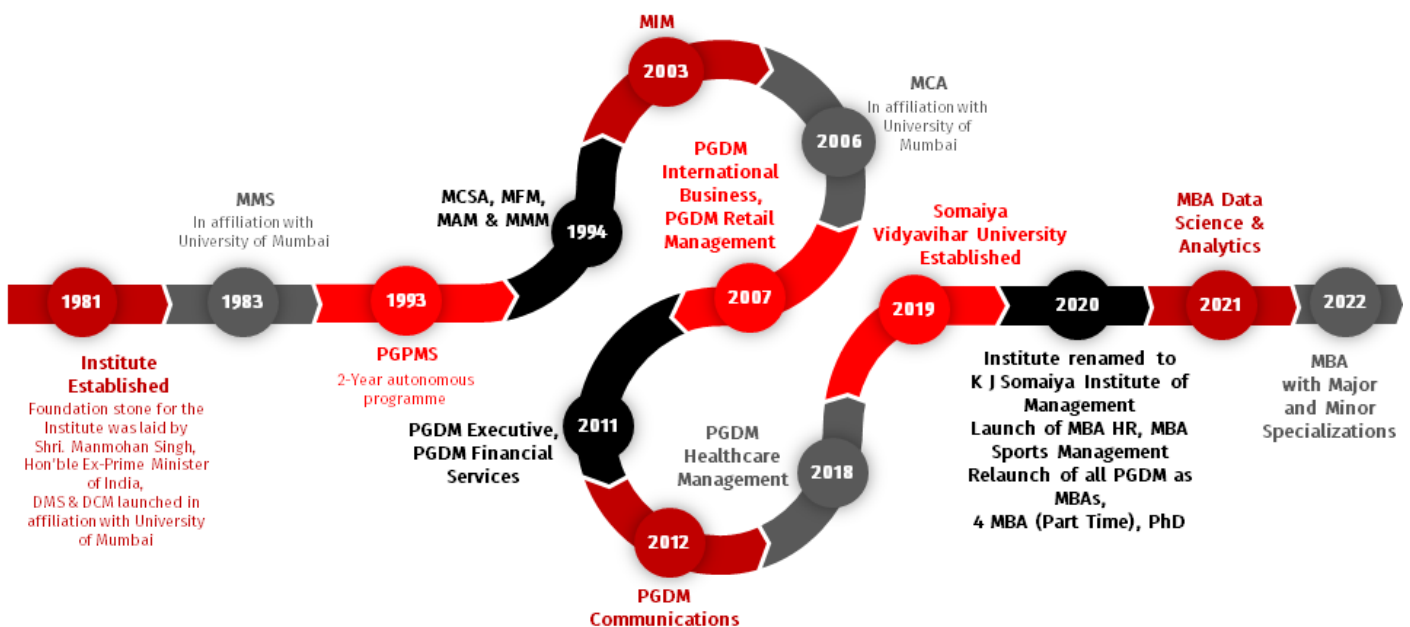 1981
Institute
Established
Foundation stone for the
Institute was laid by
Shri. Manmohan Singh,
Hon'ble Ex-Prime Minister
of India,
DMS & DCM launched in
affiliation with University
of Mumbai
MMS
In affiliation with
University of Mumbai
1983
1993
PGPMS
2-Year autonomous
programme
MCSA, MFM,
MAM & MMM
1994
MIM
2003
MCA
In affiliation with
University of
Mumbai
2006
PGDM
International
Business,
PGDM Retail
Management
2007
2011
PGDM Executive,
PGDM Financial
Services
2012
PGDM
Communications
PGDM
Healthcare
Management
2018
Somaiya
Vidyavihar University
Established
2019
2020
Institute renamed to
K J Somaiya Institute of
Management
Launch of MBA HR, MBA
Sports Management
Relaunch of all PGDM as
MBAs,
4 MBA (Part Time), PhD
MBA Data
Science &
Analytics
2021
2022
MBA
with Major
and Minor
Specializations